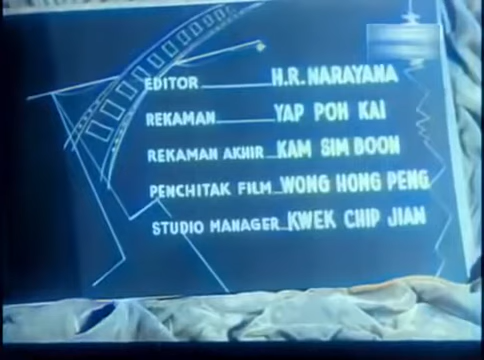 EDITOR H.R. NARAYANA
REKAMAN YAP POH KAI
REKAMAN AKHIR KAM SIM BOON
PENCHITAK FILM WONG HONG PENG
STUDIO MANAGER KWEK CHIP JIAN